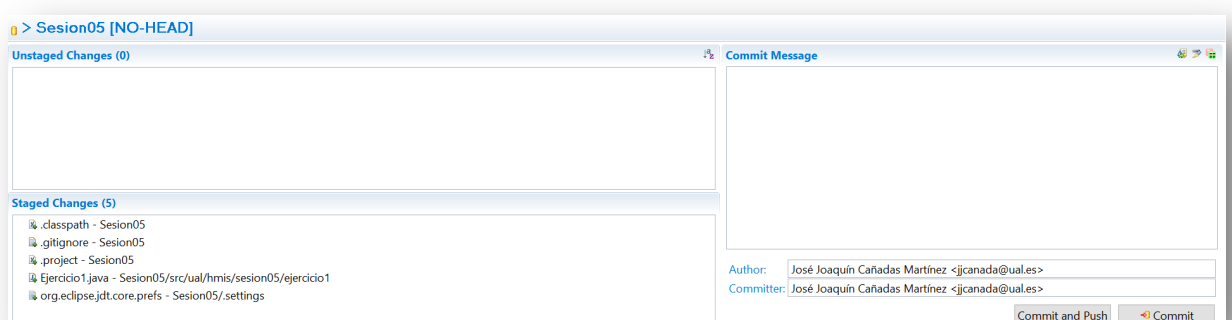 > Sesion05 [NO-HEAD]
Unstaged Changes (0)
Staged Changes (5)
.classpath - Sesion05
.gitignore - Sesion05
.project - Sesion05
Ejercicio1.java - Sesion05/src/ual/hmis/sesion05/ejercicio1
org.eclipse.jdt.core.prefs - Sesion05/.settings
Commit Message
Author: José Joaquín Cañadas Martínez <jjcanada@ual.es>
Committer: José Joaquín Cañadas Martínez <jjcanada@ual.es>
Commit and Push Commit